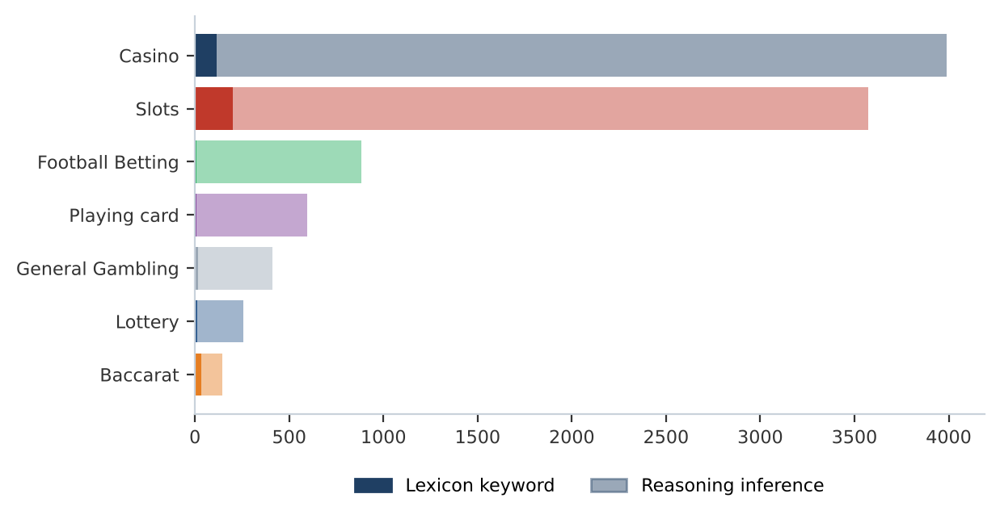 Casino
Slots
Football Betting
Playing card
General Gambling
Lottery
Baccarat
0 500 1000 1500 2000 2500 3000 3500 4000
Lexicon keyword Reasoning inference